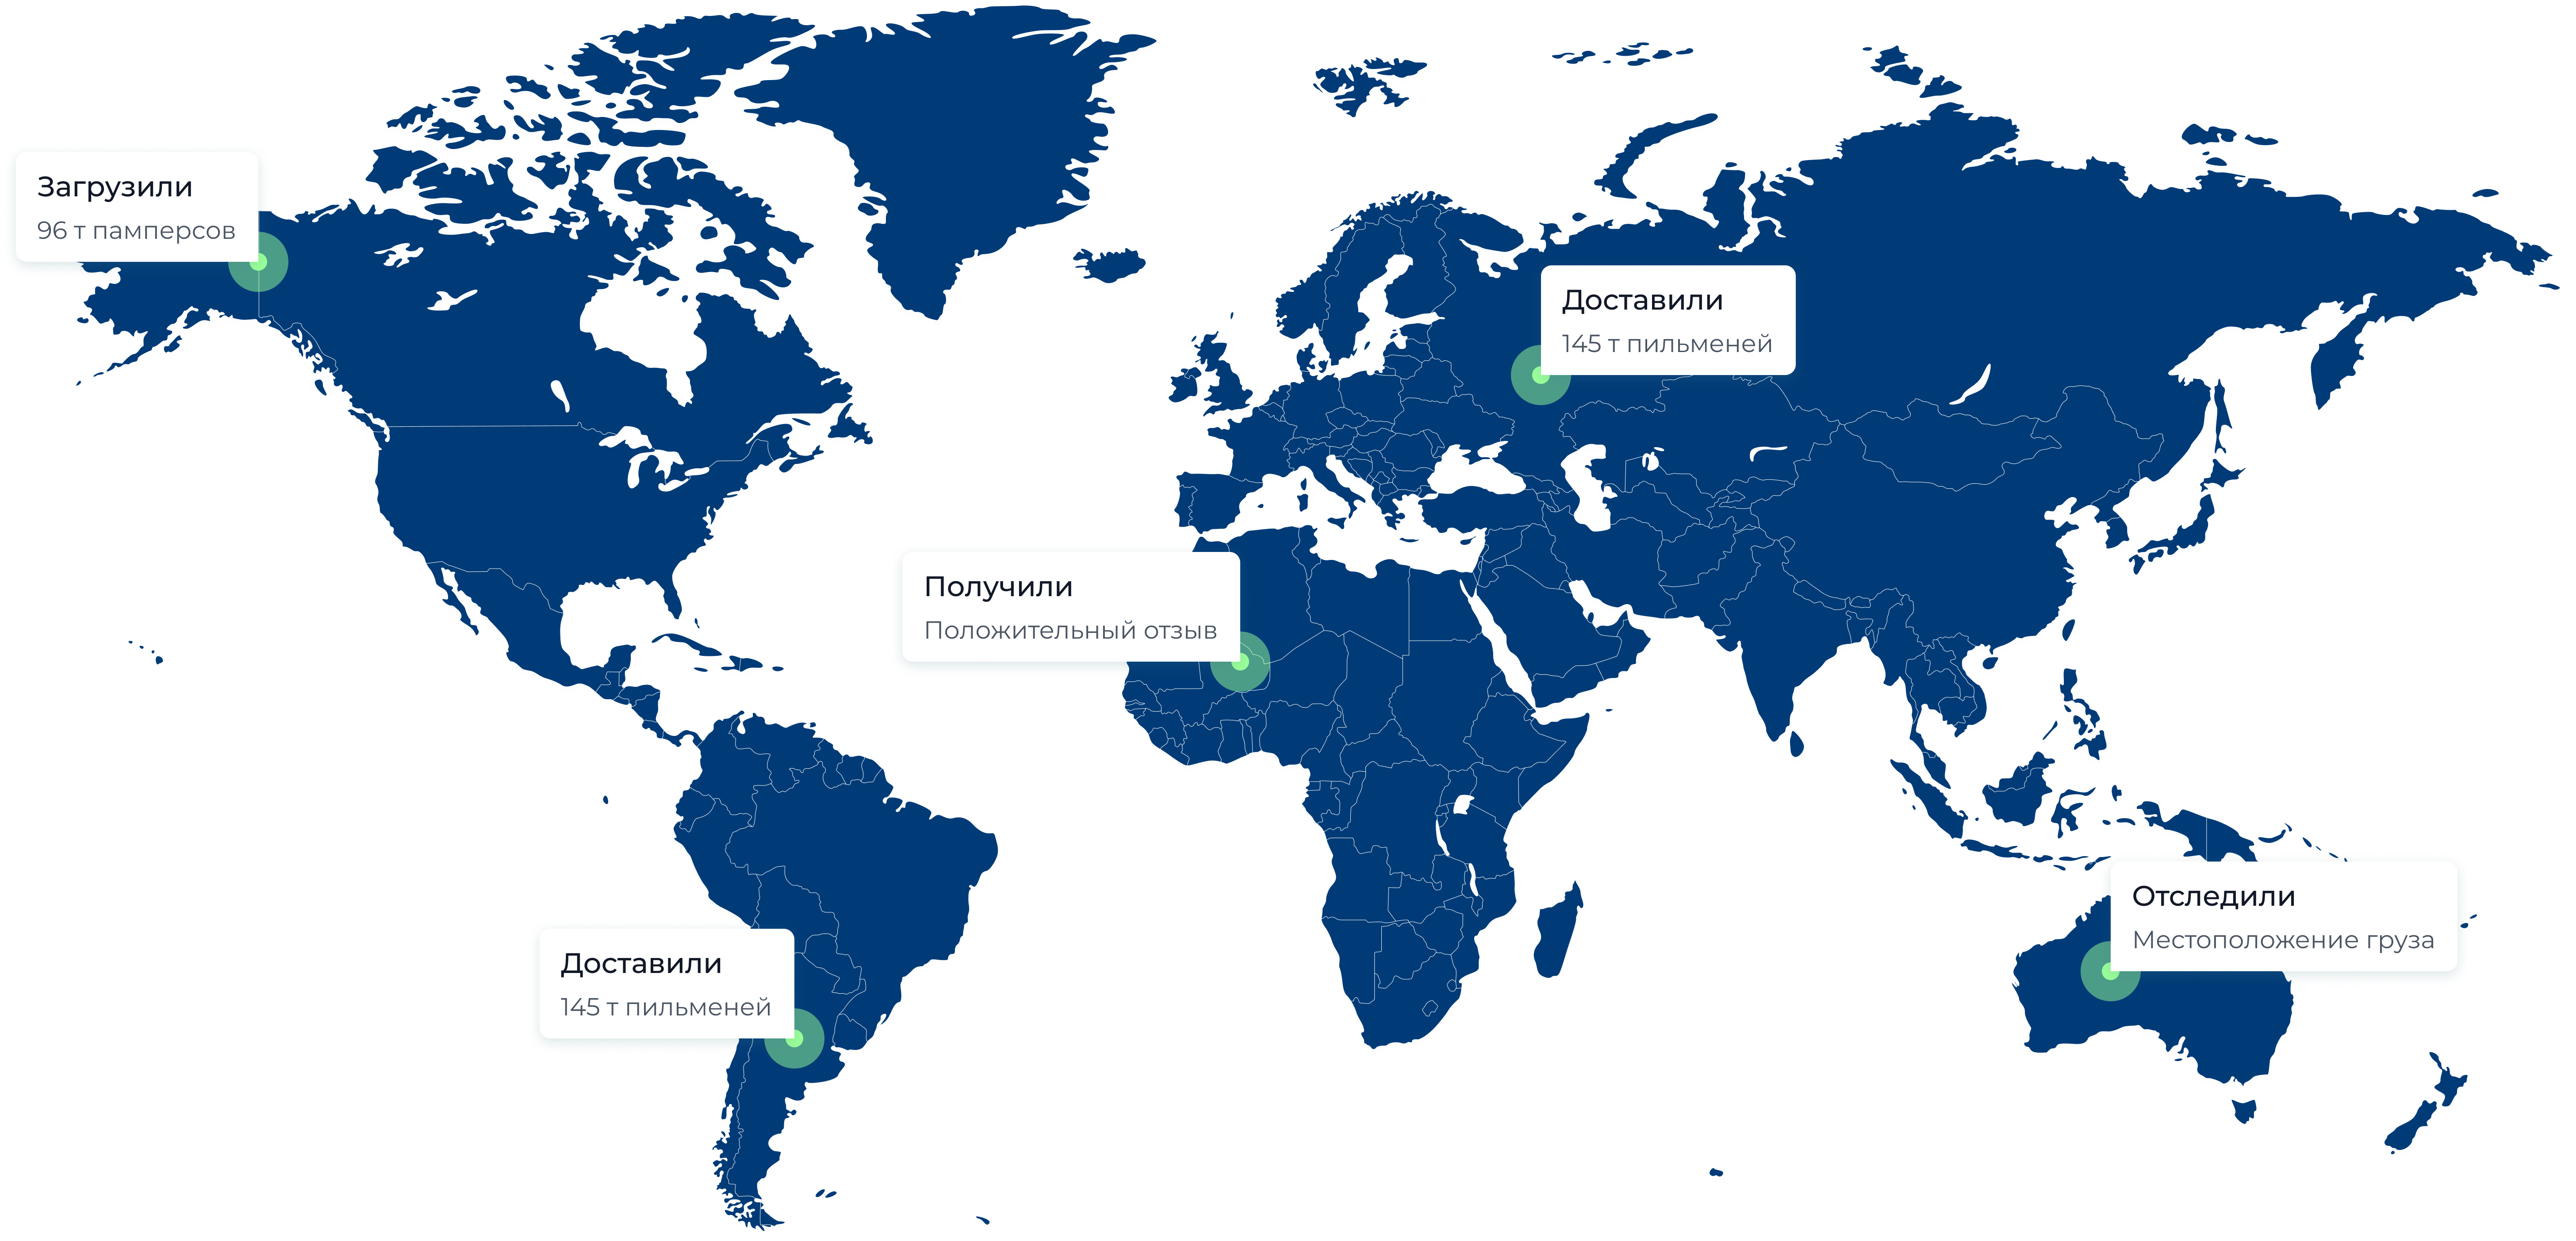 Загрузили
96 т памперсов
Доставили
145 т пильменей
Получили
Положительный отзыв
Отследили
Местоположение груза
Доставили
145 т пильменей